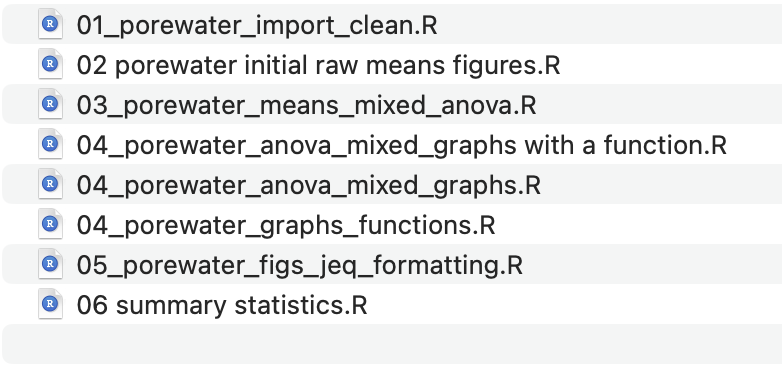 01_porewater_import_clean.R
02 porewater initial raw means figures.R
03_porewater_means_mixed_anova.R
04_porewater_anova_mixed_graphs with a function.R
04_porewater_anova_mixed_graphs.R
04_porewater_graphs_functions.R
05_porewater_figs_jeq_formatting.R
06 summary statistics.R